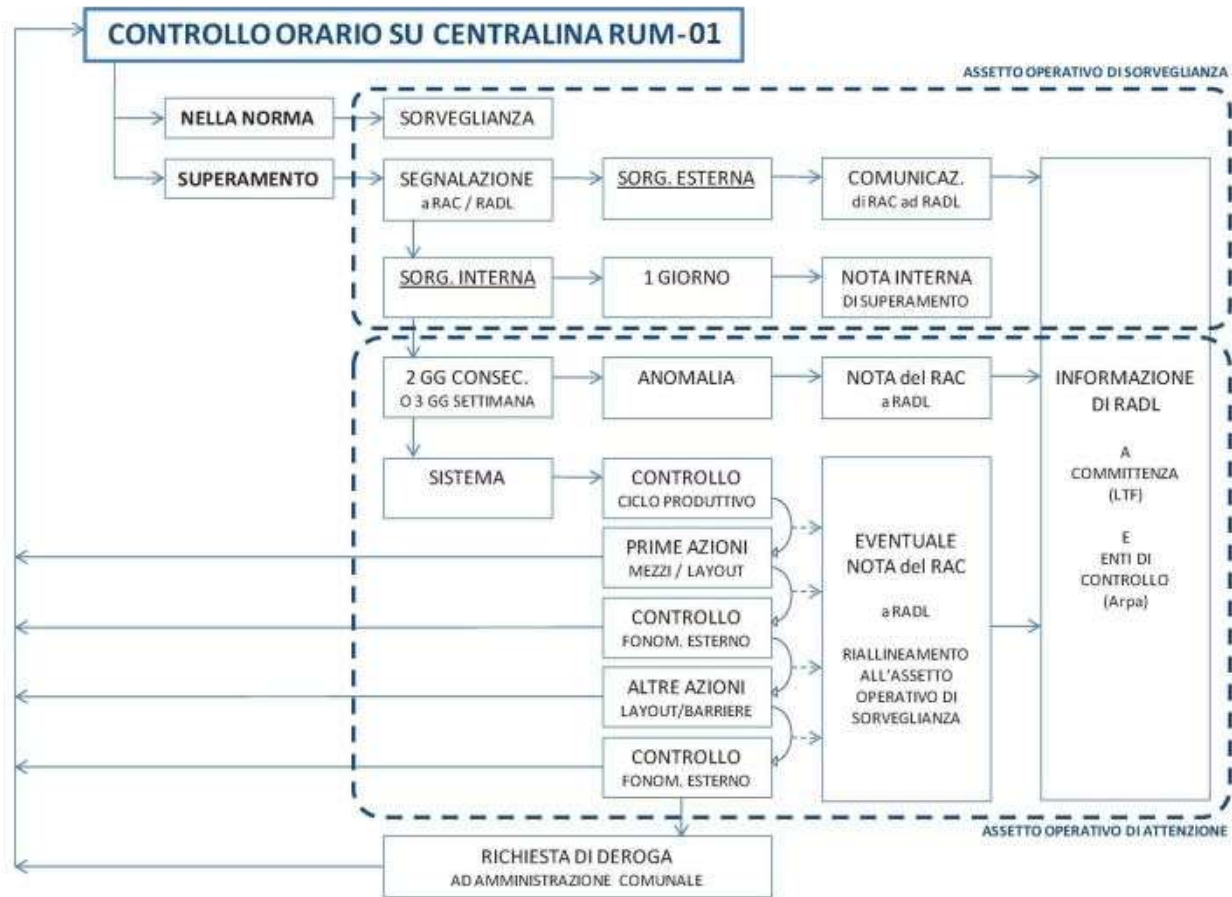 CONTROLLO ORARIO SU CENTRALINA RUM-01
ASSETTO OPERATIVO DI SORVEGLIANZA
NELLA NORMA
SORVEGLIANZA
SUPERAMENTO
SEGNALAZIONE
a RAC / RADL
SORG. ESTERNA
COMUNICAZ.
di RAC ad RADL
SORG. INTERNA
1 GIORNO
NOTA INTERNA
DI SUPERAMENTO
2 GG CONSEC.
O 3 GG SETTIMANA
ANOMALIA
NOTA del RAC
a RADL
INFORMAZIONE
DI RADL
A
COMMITTENZA
(LTF)
E
ENTI DI
CONTROLLO
(Arpa)
SISTEMA
CONTROLLO
CICLO PRODUTTIVO
PRIME AZIONI
MEZZI / LAYOUT
CONTROLLO
FONOM. ESTERNO
ALTRE AZIONI
LAYOUT/BARRIERE
CONTROLLO
FONOM. ESTERNO
EVENTUALE
NOTA del RAC
a RADL
RIALLINEAMENTO
ALL'ASSETTO
OPERATIVO DI
SORVEGLIANZA
ASSETTO OPERATIVO DI ATTENZIONE
RICHIESTA DI DEROGA
AD AMMINISTRAZIONE COMUNALE